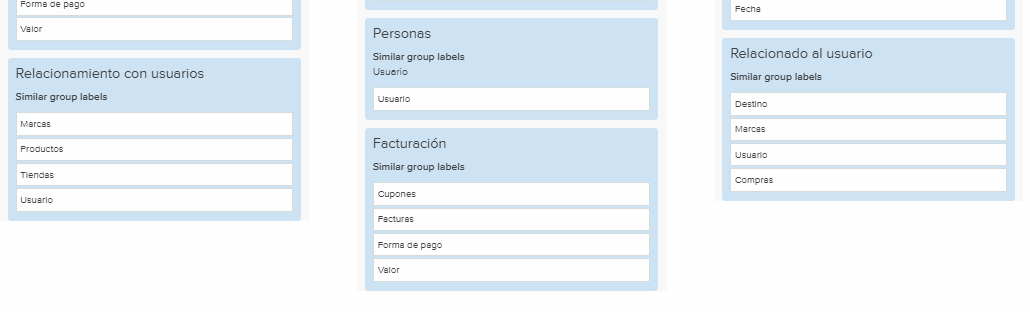 Forma de pago
Valor
Relacionamiento con usuarios
Similar group labels
Marcas
Productos
Tiendas
Usuario
Personas
Similar group labels
Usuario
Usuario
Facturación
Similar group labels
Cupones
Facturas
Forma de pago
Valor
Fecha
Relacionado al usuario
Similar group labels
Destino
Marcas
Usuario
Compras